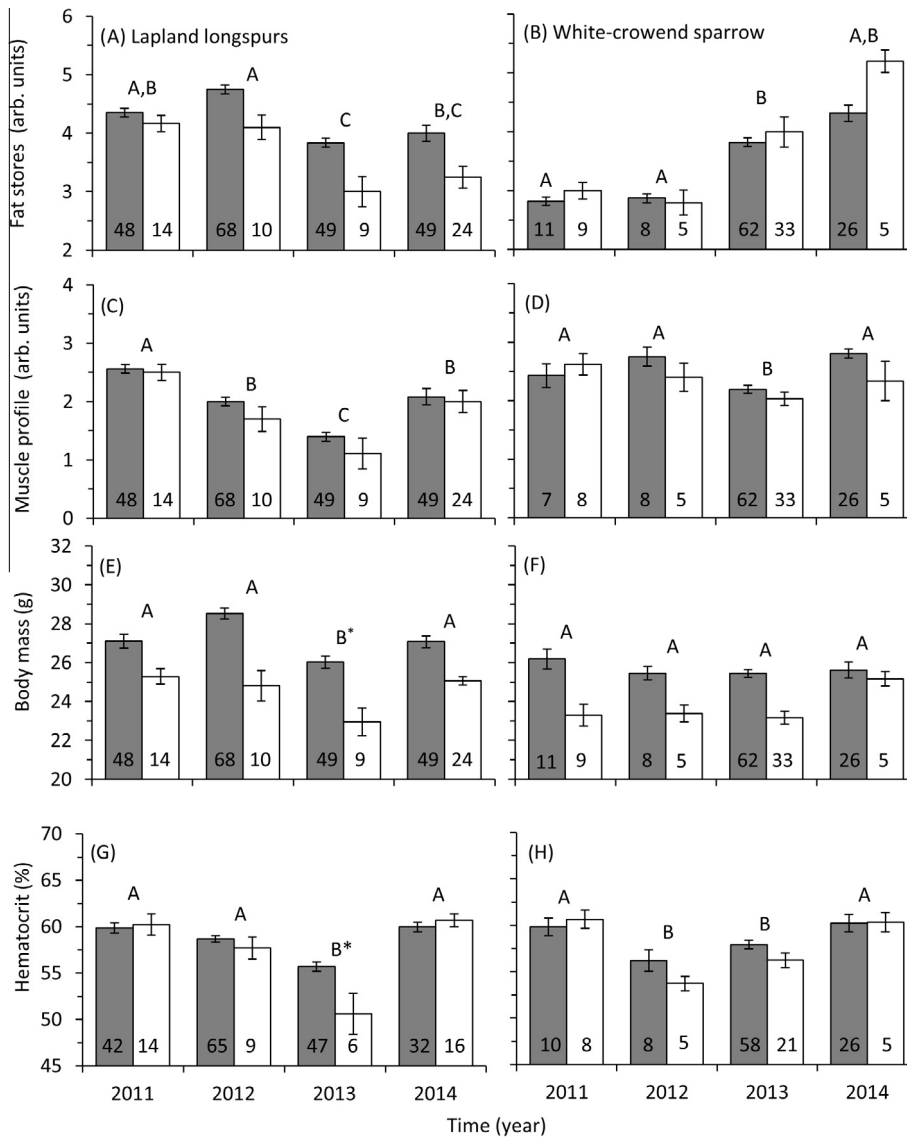 (A) Lapland longspurs
(B) White-crowend sparrow
Fat stores (arb. units)
6
5
4
3
2
A,B
A
C
B,C
48 14 68 10 49 9 49 24
A
A
B
A,B
11 9 8 5 62 33 26 5
(C)
(D)
Muscle profile (arb. units)
4
3
2
1
0
A
B
C
B
48 14 68 10 49 9 49 24
A
A
B
A
7 8 8 5 62 33 26 5
(E)
(F)
Body mass (g)
32
30
28
26
24
22
20
A
A
B*
A
48 14 68 10 49 9 49 24
A
A
A
A
11 9 8 5 62 33 26 5
(G)
(H)
Hematocrit (%)
70
65
60
55
50
45
A
A
B*
A
42 14 65 9 47 6 32 16
A
B
B
A
10 8 8 5 58 21 26 5
2011 2012 2013 2014 2011 2012 2013 2014
Time (year)